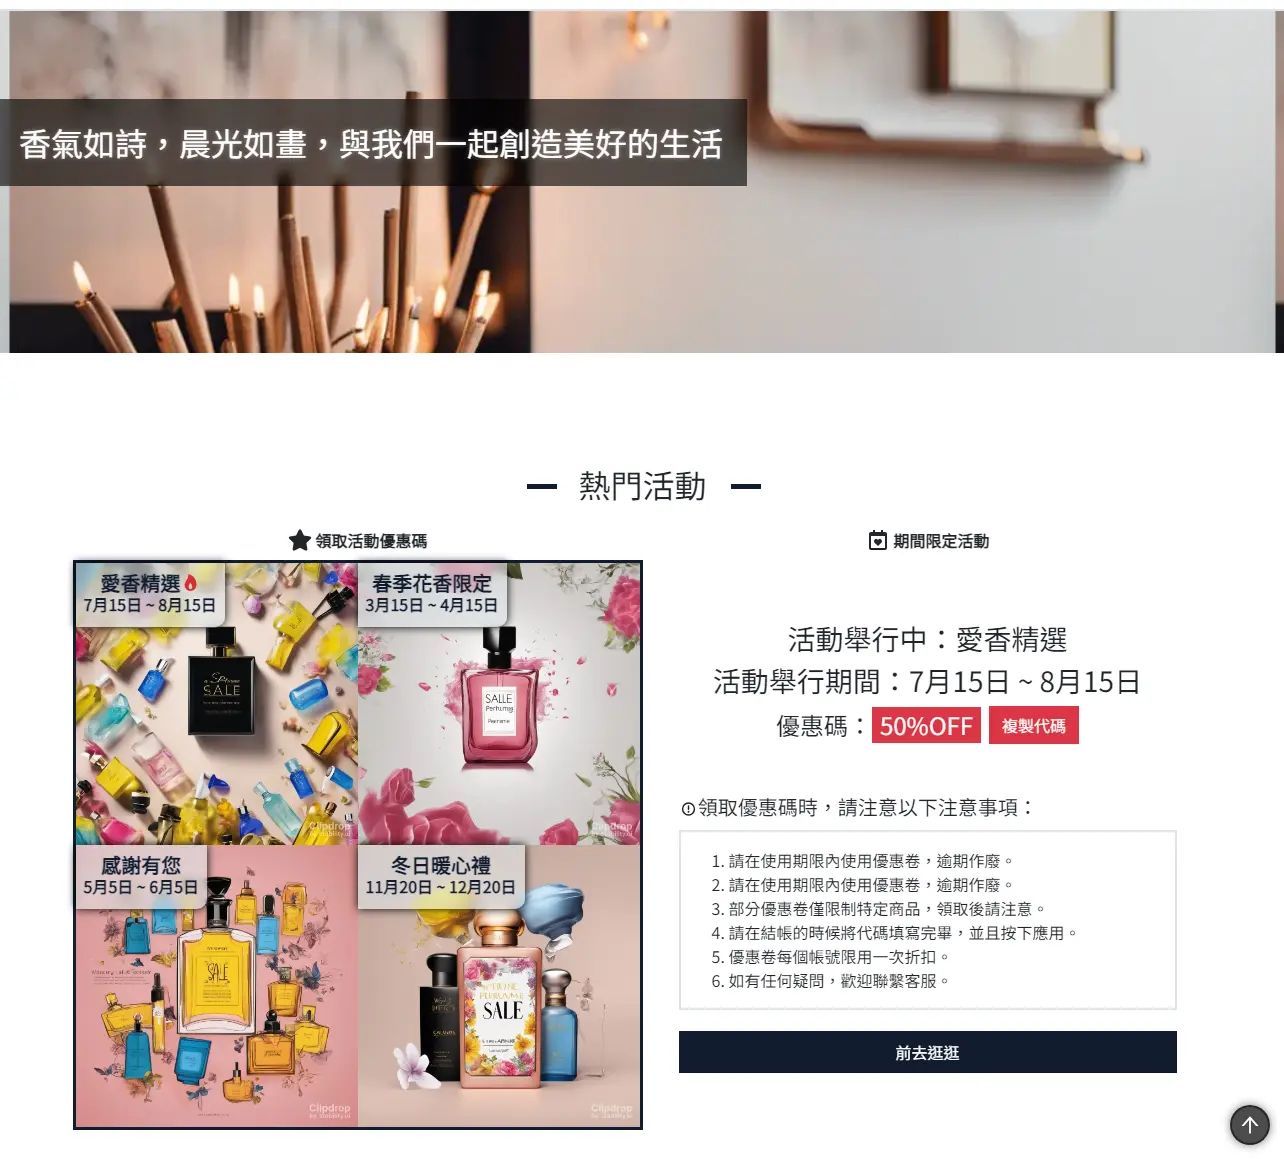 香氣如詩，晨光如畫，與我們一起創造美好的生活
熱門活動
領取活動優惠碼
愛香精選
7月15日 ~ 8月15日
SALE
Clipdrop
春季花香限定
3月15日 ~ 4月15日
SALLE
Perfumes
Clipdrop
感謝有您
5月5日 ~ 6月5日
SALE
Clipdrop
by stability.ai
冬日暖心禮
11月20日 ~ 12月20日
SALE
Clipdrop
by stability.ai
期間限定活動
活動舉行中：愛香精選
活動舉行期間：7月15日 ~ 8月15日
優惠碼：50%OFF 複製代碼
領取優惠碼時，請注意以下注意事項：
1. 請在使用期限內使用優惠卷，逾期作廢。
2. 請在使用期限內使用優惠卷，逾期作廢。
3. 部分優惠卷僅限制特定商品，領取後請注意。
4. 請在結帳的時候將代碼填寫完畢，並且按下應用。
5. 優惠卷每個帳號限用一次折扣。
6. 如有任何疑問，歡迎聯繫客服。
前去逛逛